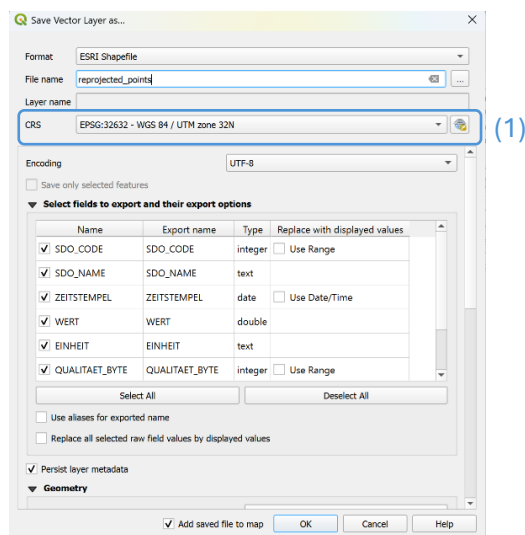 Save Vector Layer as...
Format ESRI Shapefile
File name reprojected_points ...
Layer name
CRS EPSG:32632 - WGS 84 / UTM zone 32N (1)
Encoding UTF-8
Save only selected features
Select fields to export and their export options
Name Export name Type Replace with displayed values
SDO_CODE SDO_CODE integer Use Range
SDO_NAME SDO_NAME text
ZEITSTEMPEL ZEITSTEMPEL date Use Date/Time
WERT WERT double
EINHEIT EINHEIT text
QUALITAET_BYTE QUALITAET_BYTE integer Use Range
Select All Deselect All
Use aliases for exported name
Replace all selected raw field values by displayed values
Persist layer metadata
Geometry
Add saved file to map OK Cancel Help